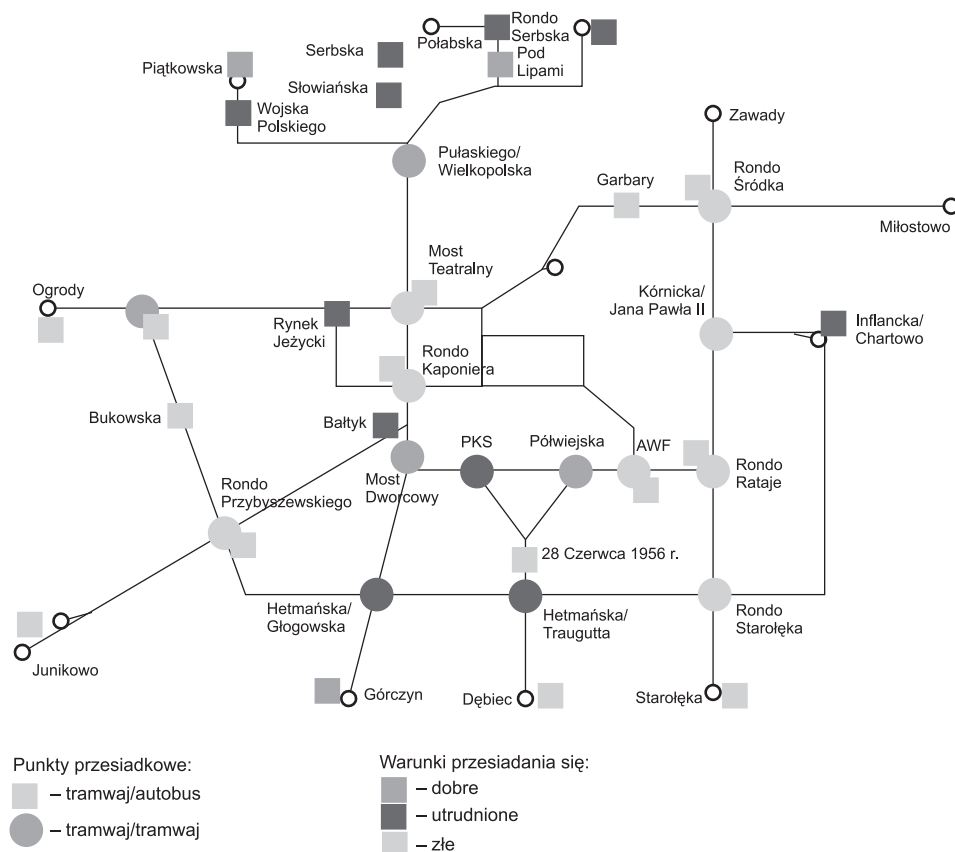 Rondo
Serbska
Połabska
Serbska
Pod
Lipami
Piątkowska
Słowiańska
Wojska
Polskiego
Zawady
Pułaskiego/
Wielkopolska
Garbary
Rondo
Śródka
Miłostowo
Most
Teatralny
Ogrody
Kórnicka/
Jana Pawła II
Rynek
Jeżycki
Inflancka/
Chartowo
Rondo
Kaponiera
Bukowska
Bałtyk
PKS
Półwiejska
AWF
Most
Dworcowy
Rondo
Rataje
Rondo
Przybyszewskiego
28 Czerwca 1956 r.
Hetmańska/
Głogowska
Hetmańska/
Traugutta
Rondo
Starołęka
Junikowo
Górczyn
Dębiec
Starołęka
Punkty przesiadkowe:
– tramwaj/autobus
– tramwaj/tramwaj
Warunki przesiadania się:
– dobre
– utrudnione
– złe